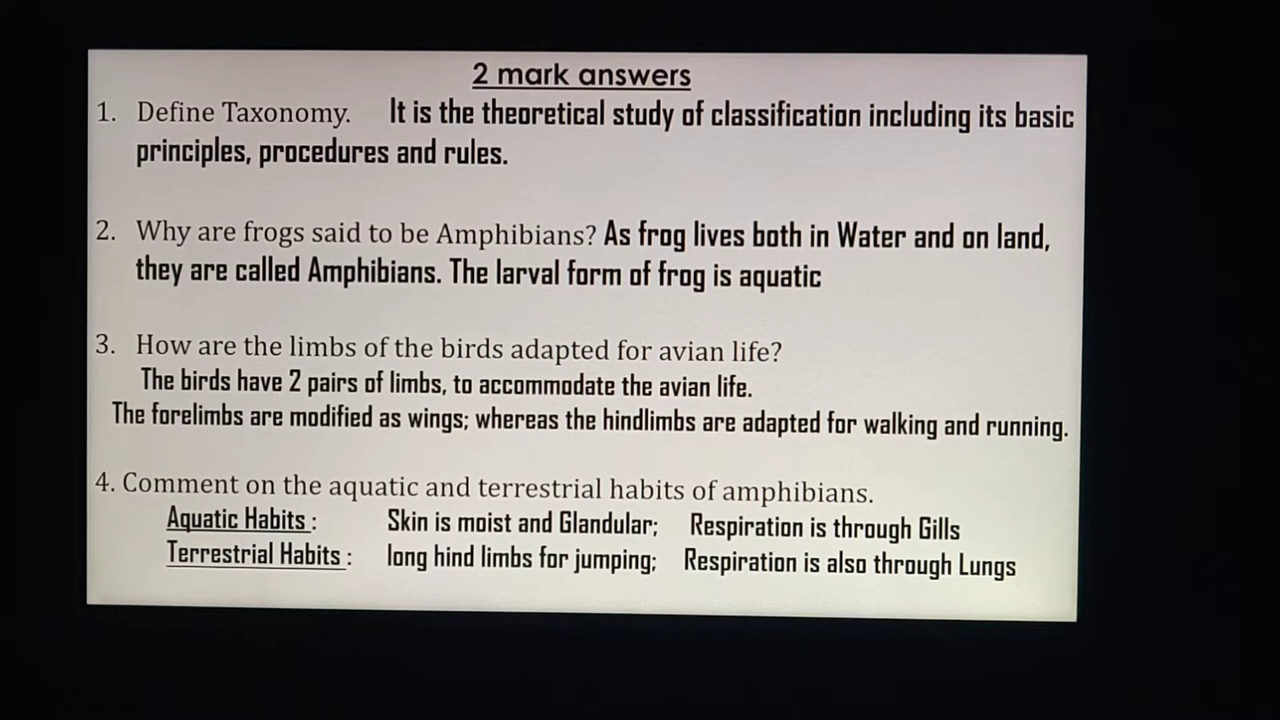 2 mark answers
1. Define Taxonomy. It is the theoretical study of classification including its basic
principles, procedures and rules.
2. Why are frogs said to be Amphibians? As frog lives both in Water and on land,
they are called Amphibians. The larval form of frog is aquatic
3. How are the limbs of the birds adapted for avian life?
The birds have 2 pairs of limbs, to accommodate the avian life.
The forelimbs are modified as wings; whereas the hindlimbs are adapted for walking and running.
4. Comment on the aquatic and terrestrial habits of amphibians.
Aquatic Habits : Skin is moist and Glandular; Respiration is through Gills
Terrestrial Habits : long hind limbs for jumping; Respiration is also through Lungs